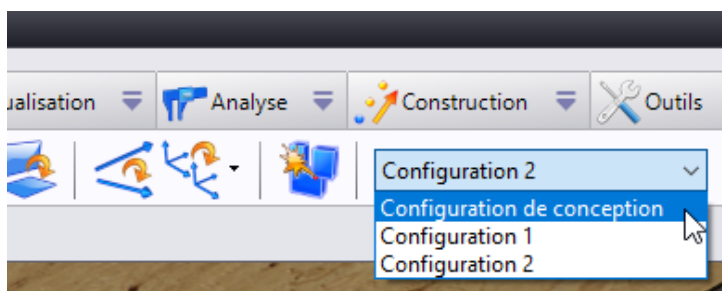 ualisation
Analyse
Construction
Outils
Configuration 2
Configuration de conception
Configuration 1
Configuration 2